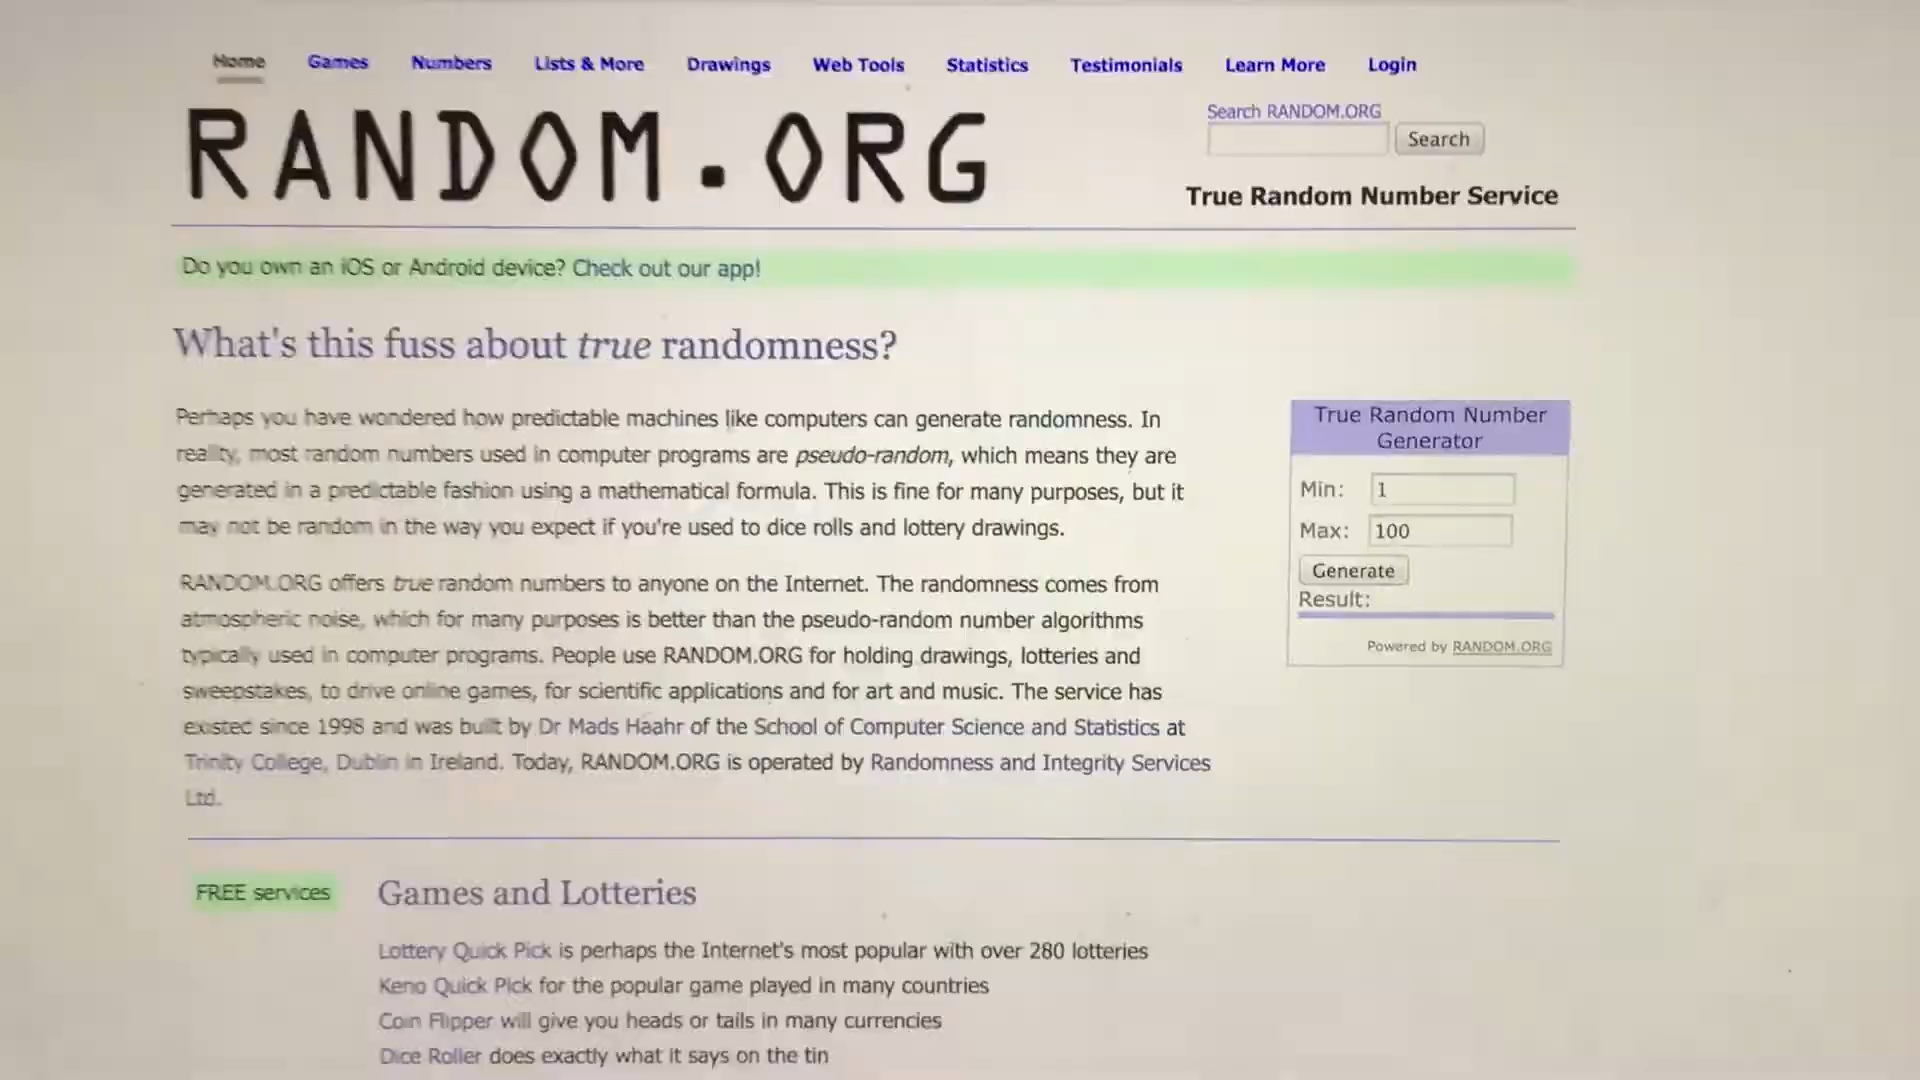 Home Games Numbers Lists & More Drawings Web Tools Statistics Testimonials Learn More Login
RANDOM.ORG
Search RANDOM.ORG
Search
True Random Number Service
Do you own an iOS or Android device? Check out our app!
What's this fuss about true randomness?
Perhaps you have wondered how predictable machines like computers can generate randomness. In
reality, most random numbers used in computer programs are pseudo-random, which means they are
generated in a predictable fashion using a mathematical formula. This is fine for many purposes, but it
may not be random in the way you expect if you're used to dice rolls and lottery drawings.
RANDOM.ORG offers true random numbers to anyone on the Internet. The randomness comes from
atmospheric noise, which for many purposes is better than the pseudo-random number algorithms
typically used in computer programs. People use RANDOM.ORG for holding drawings, lotteries and
sweepstakes, to drive online games, for scientific applications and for art and music. The service has
existed since 1998 and was built by Dr Mads Haahr of the School of Computer Science and Statistics at
Trinity College, Dublin in Ireland. Today, RANDOM.ORG is operated by Randomness and Integrity Services
Ltd.
True Random Number
Generator
Min: 1
Max: 100
Generate
Result:
Powered by RANDOM.ORG
FREE services
Games and Lotteries
Lottery Quick Pick is perhaps the Internet's most popular with over 280 lotteries
Keno Quick Pick for the popular game played in many countries
Coin Flipper will give you heads or tails in many currencies
Dice Roller does exactly what it says on the tin